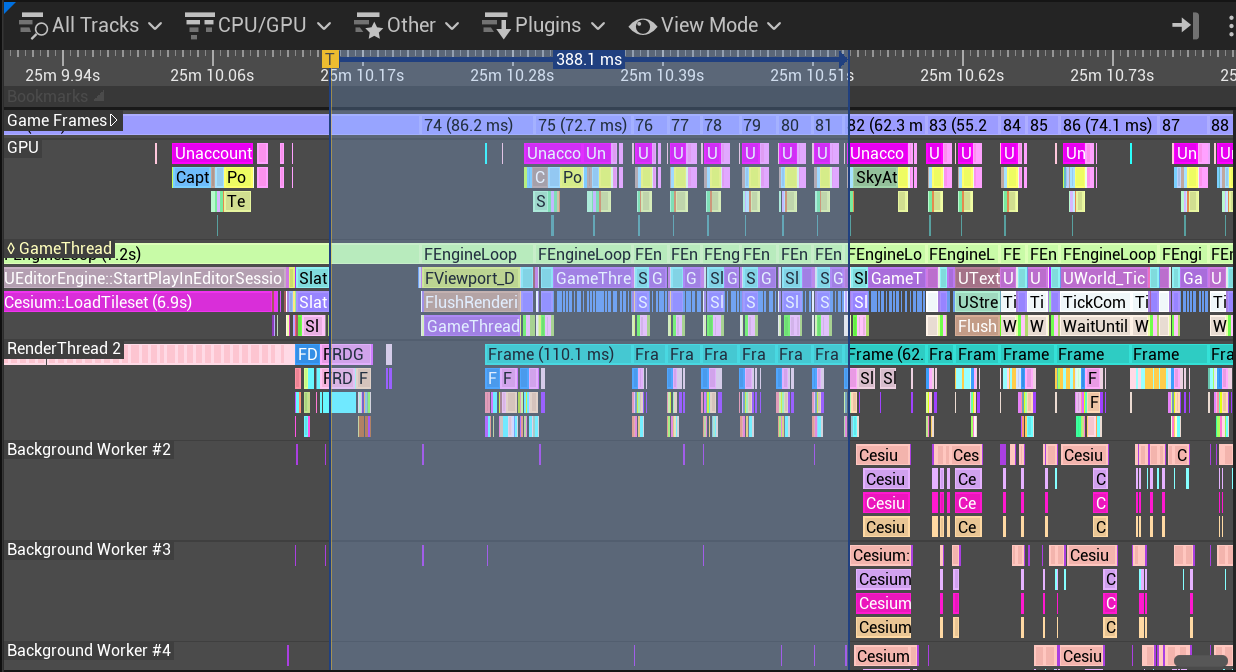 All Tracks CPU/GPU Other Plugins View Mode
388.1 ms
T
25m 9.94s 25m 10.06s 25m 10.17s 25m 10.28s 25m 10.39s 25m 10.51s 25m 10.62s 25m 10.73s 25
Bookmarks
Game Frames 74 (86.2 ms) 75 (72.7 ms) 76 77 78 79 80 81 82 (62.3 m 83 (55.2 84 85 86 (74.1 ms) 87 88
GPU Unaccount Unacco Un U U U U U U Unacco U U U Un Un Un
Capt Po C Po SkyAt
Te S
GameThread
FEngineLoop FEngineLoop FEn FEn FEn FEn FEn FEn FEngineLo FEngineL FE FEn FEngineLoop FEngi FEn
UEditorEngine::StartPlayInEditorSessio Slat FViewport_D GameThre S G G Sl G S G Sl S G Sl GameT UText U U UWorld_Tic Ga U
Cesium::LoadTileset (6.9s) Slat FlushRenderi S Sl S Sl S Sl UStre Ti Ti TickCom Ti Ti
Sl GameThread Flush W W WaitUntil W W
RenderThread 2 FD FRDG Frame (110.1 ms) Fra Fra Fra Fra Fra Fra Frame (62. Fra Fram Frame Frame Frame Fra
FRD F F F Sl S F
F
Background Worker #2 Cesiu Ces Cesiu C
Cesiu Ce C
Cesiu Ce C
Cesiu Ce C
Background Worker #3 Cesium: Cesiu
Cesium C
Cesium C
Cesium C
Background Worker #4 Cesium Cesiu